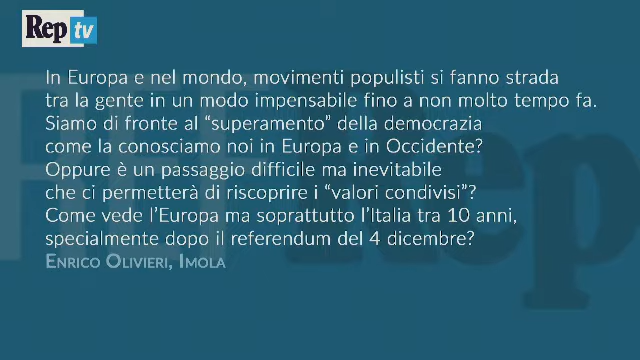 Rep tv
In Europa e nel mondo, movimenti populisti si fanno strada
tra la gente in un modo impensabile fino a non molto tempo fa.
Siamo di fronte al “superamento” della democrazia
come la conosciamo noi in Europa e in Occidente?
Oppure è un passaggio difficile ma inevitabile
che ci permetterà di riscoprire i “valori condivisi”?
Come vede l’Europa ma soprattutto l’Italia tra 10 anni,
specialmente dopo il referendum del 4 dicembre?
Enrico Olivieri, Imola
Rep